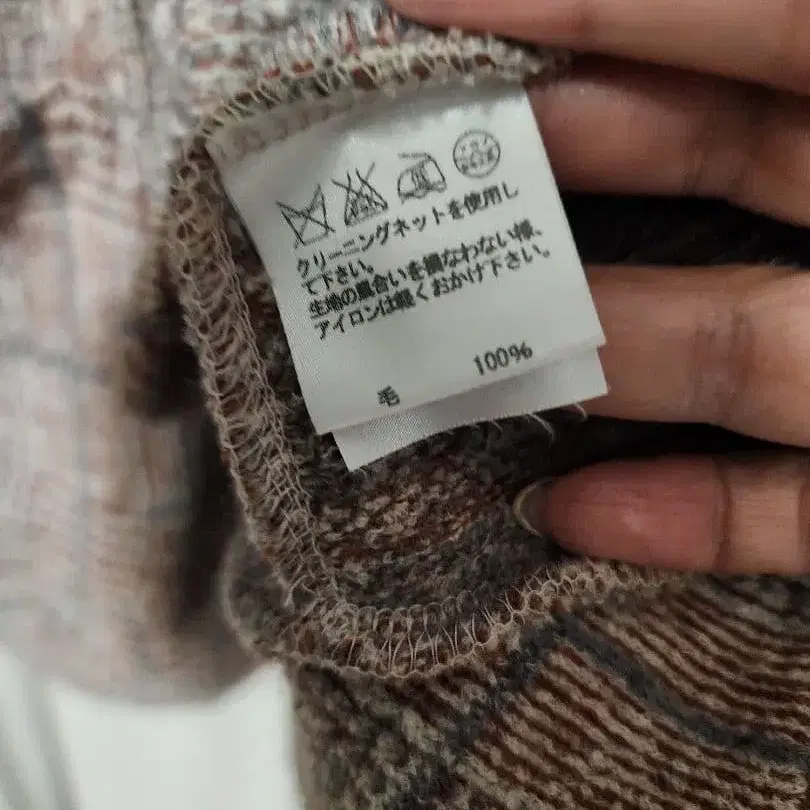 クリーニングネットを使用し
て下さい。
生地の風合いを損なわない様、
アイロンは軽くおかけ下さい。
毛 100%